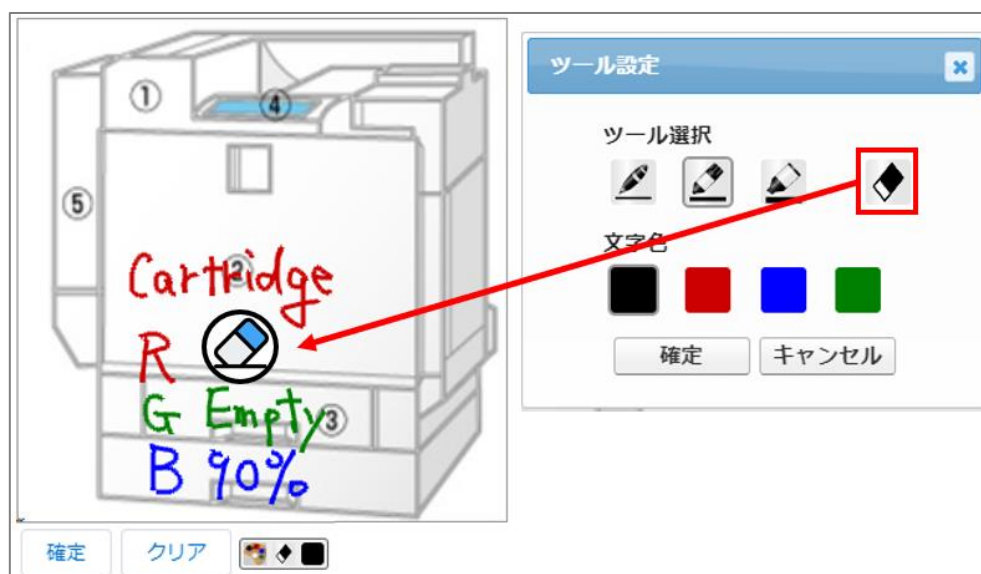 ①
④
⑤
②
Cartridge
R
G Empty
③
B 90%
確定 クリア
ツール設定
ツール選択
文字色
確定 キャンセル